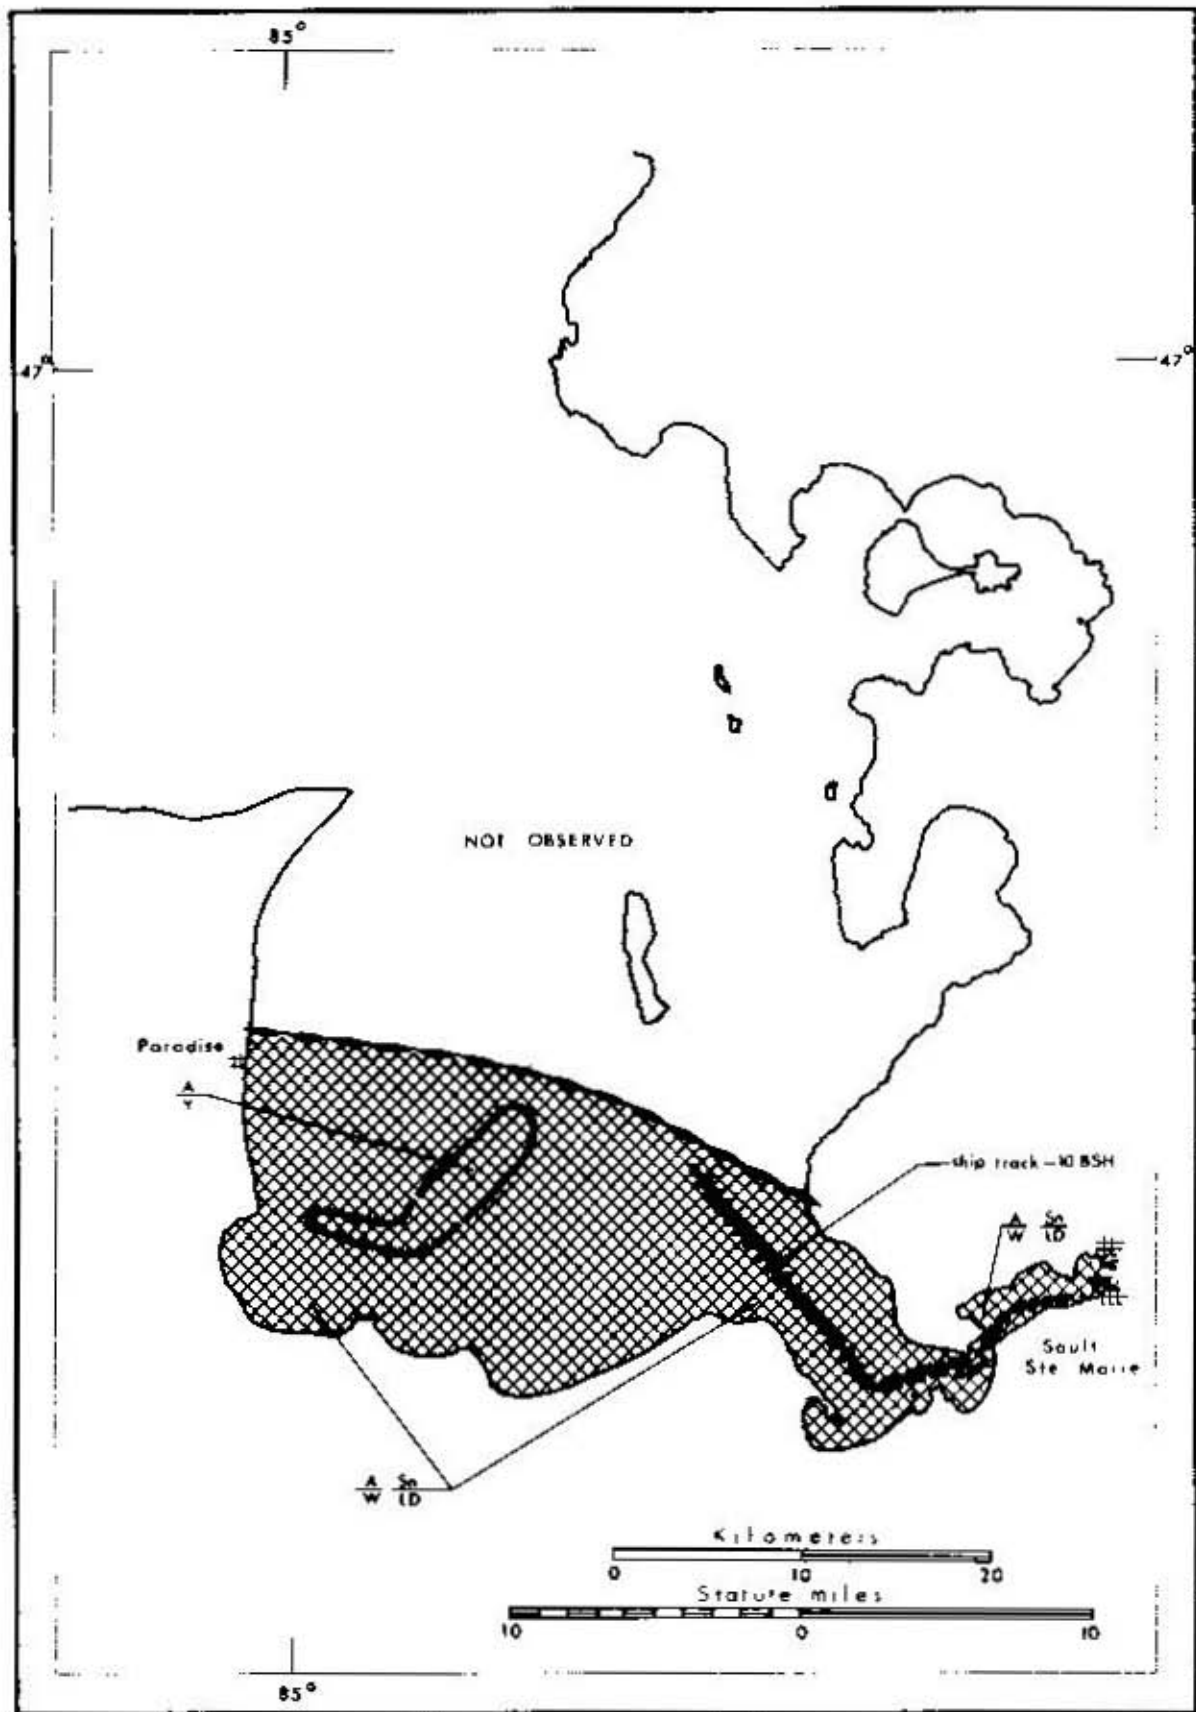 85°
47°
47°
NOT OBSERVED
Paradise
A
Y
ship track — 10 BSH
A Sn
W LD
Sault
Ste Marie
A Sn
W LD
Kilometers
0 10 20
Statute miles
10 0 10
85°